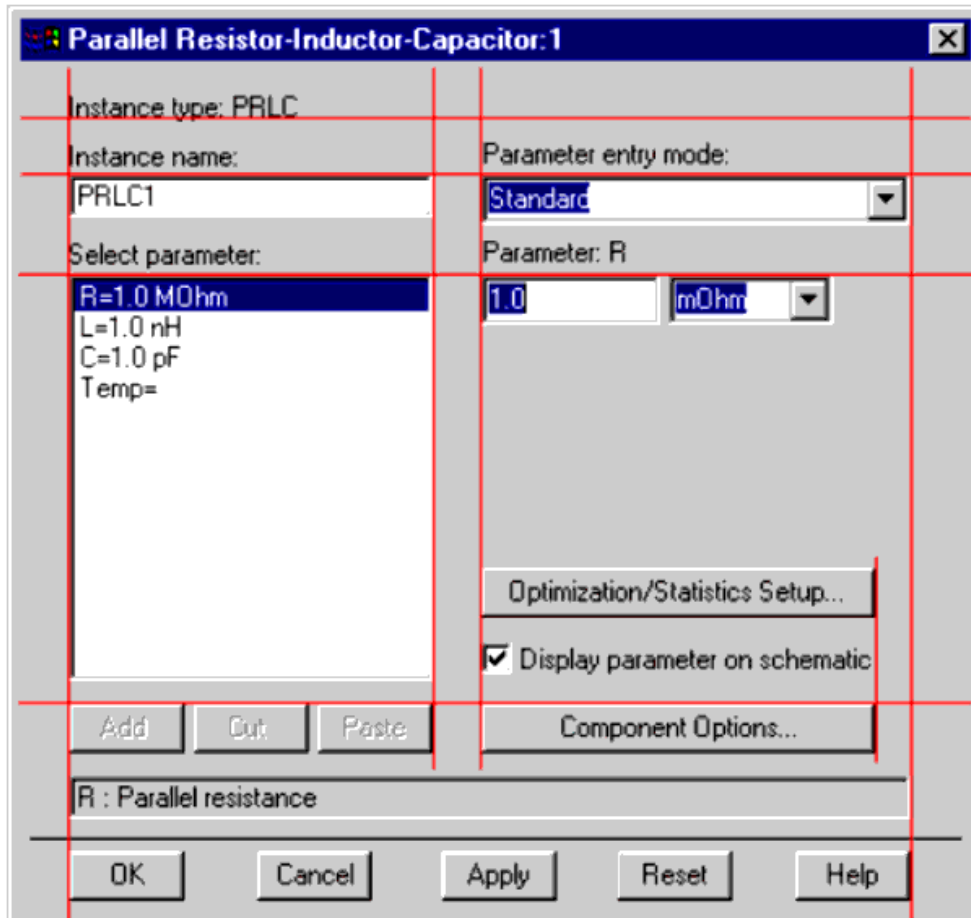 Parallel Resistor-Inductor-Capacitor:1
Instance type: PRLC
Instance name:
PRLC1
Parameter entry mode:
Standard
Select parameter:
R=1.0 MOhm
L=1.0 nH
C=1.0 pF
Temp=
Parameter: R
1.0 mOhm
Optimization/Statistics Setup...
Display parameter on schematic
Add Cut Paste
Component Options...
R : Parallel resistance
OK Cancel Apply Reset Help